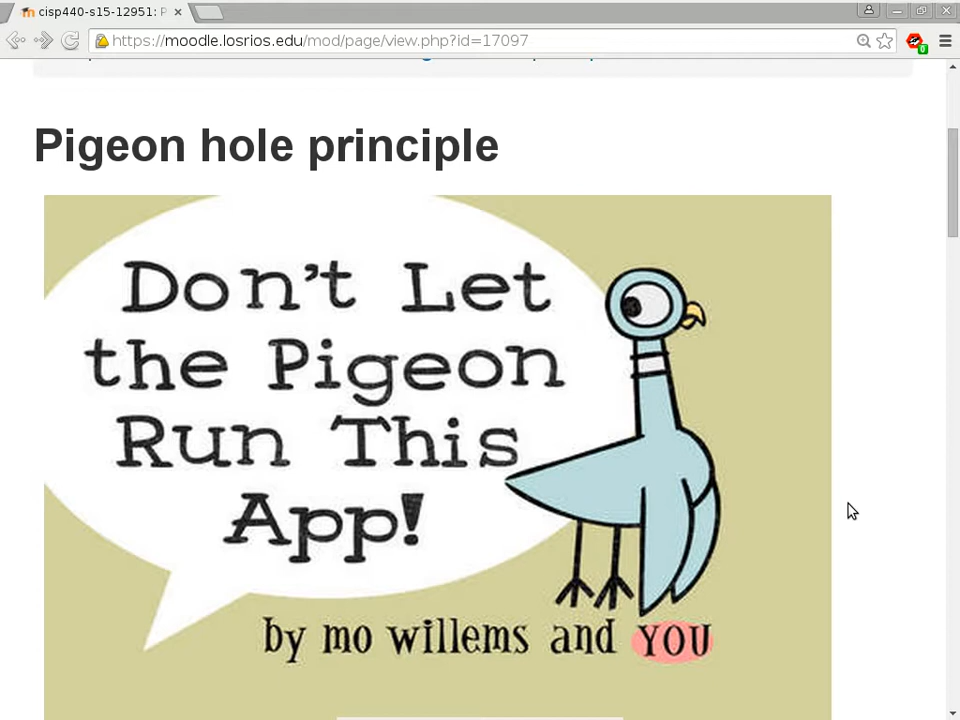 cisp440-s15-12951: P
https://moodle.losrios.edu/mod/page/view.php?id=17097
0
Pigeon hole principle
Don't Let
the Pigeon
Run This
App!
by mo willems and YOU